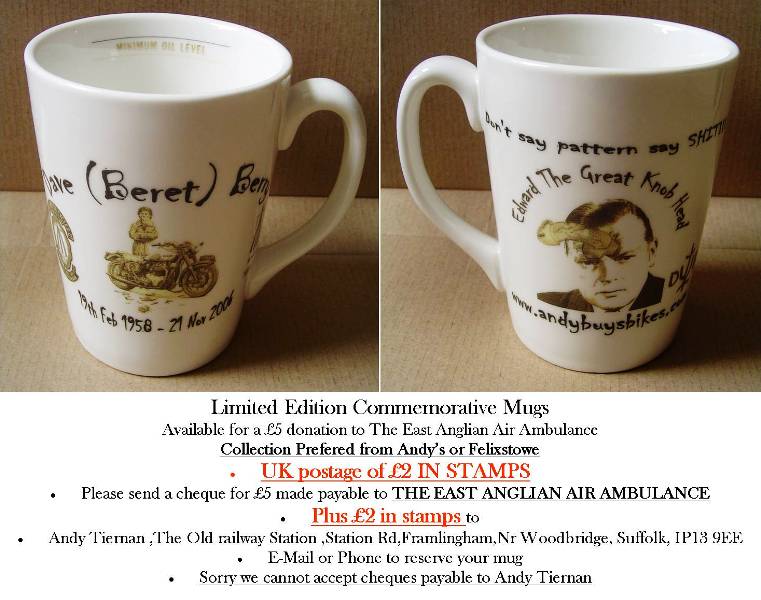 MINIMUM OIL LEVEL
Dave (Beret) Berry
19th Feb 1958 - 21 Nov 2006
Don't say pattern say
Edward The Great Knob Head
www.andybuysbikes.co
Limited Edition Commemorative Mugs
Available for a £5 donation to The East Anglian Air Ambulance
Collection Prefered from Andy's or Felixstowe
• UK postage of £2 IN STAMPS
• Please send a cheque for £5 made payable to THE EAST ANGLIAN AIR AMBULANCE
• Plus £2 in stamps to
• Andy Tiernan ,The Old railway Station ,Station Rd,Framlingham,Nr Woodbridge, Suffolk, IP13 9EE
• E-Mail or Phone to reserve your mug
• Sorry we cannot accept cheques payable to Andy Tiernan